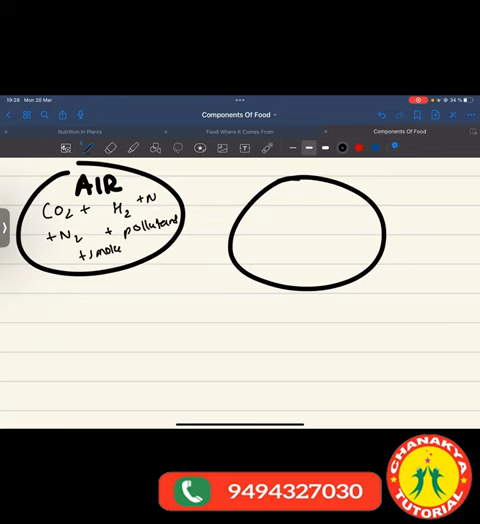 19:28 Mon 20 Mar
34 %
Components Of Food
Nutrition In Plants
Food,Where It Comes From
Components Of Food
AIR
CO2 + H2 +N
+N2 + pollutant
+smoke
9494327030
CHANAKYA
TUTORIAL